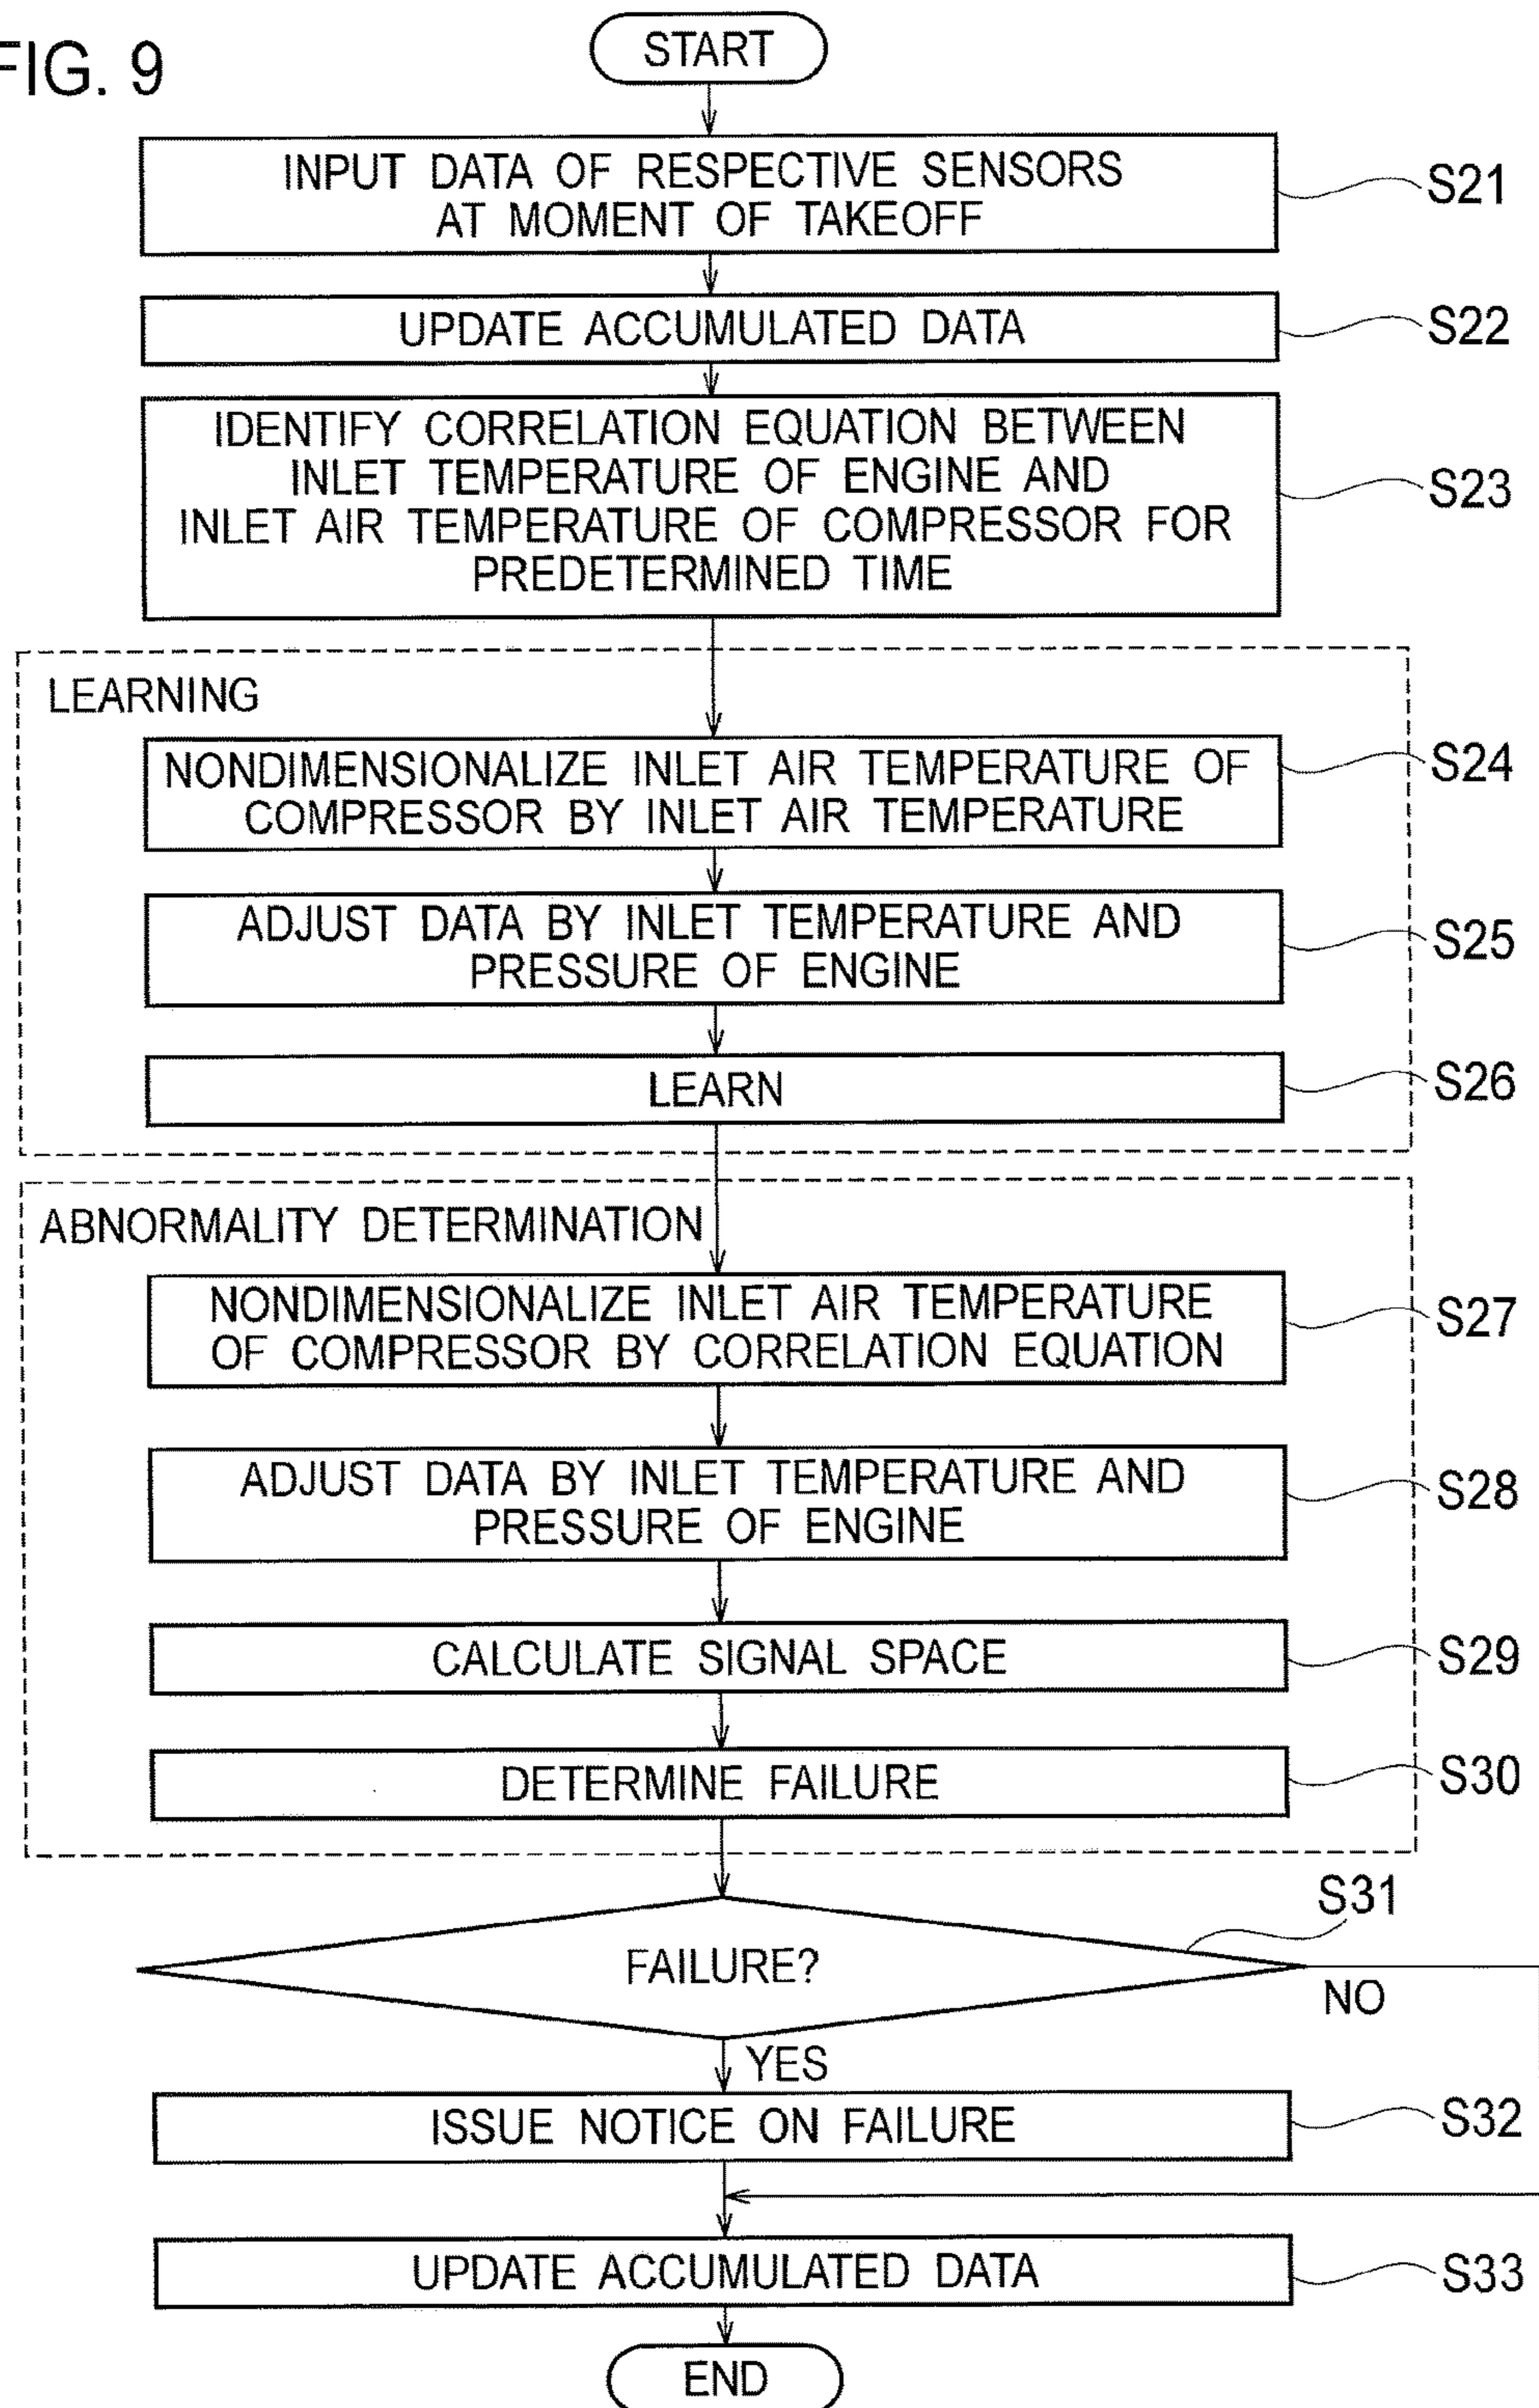 FIG. 9
START
INPUT DATA OF RESPECTIVE SENSORS
AT MOMENT OF TAKEOFF
S21
UPDATE ACCUMULATED DATA
S22
IDENTIFY CORRELATION EQUATION BETWEEN
INLET TEMPERATURE OF ENGINE AND
INLET AIR TEMPERATURE OF COMPRESSOR FOR
PREDETERMINED TIME
S23
LEARNING
NONDIMENSIONALIZE INLET AIR TEMPERATURE OF
COMPRESSOR BY INLET AIR TEMPERATURE
S24
ADJUST DATA BY INLET TEMPERATURE AND
PRESSURE OF ENGINE
S25
LEARN
S26
ABNORMALITY DETERMINATION
NONDIMENSIONALIZE INLET AIR TEMPERATURE
OF COMPRESSOR BY CORRELATION EQUATION
S27
ADJUST DATA BY INLET TEMPERATURE AND
PRESSURE OF ENGINE
S28
CALCULATE SIGNAL SPACE
S29
DETERMINE FAILURE
S30
S31
FAILURE?
NO
YES
ISSUE NOTICE ON FAILURE
S32
UPDATE ACCUMULATED DATA
S33
END